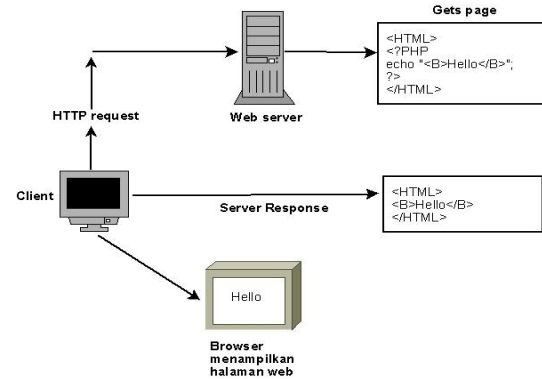 Gets page
<HTML>
<?PHP
echo "<B>Hello</B>";
?>
</HTML>
HTTP request
Web server
Client
Server Response
<HTML>
<B>Hello</B>
</HTML>
Hello
Browser
menampilkan
halaman web